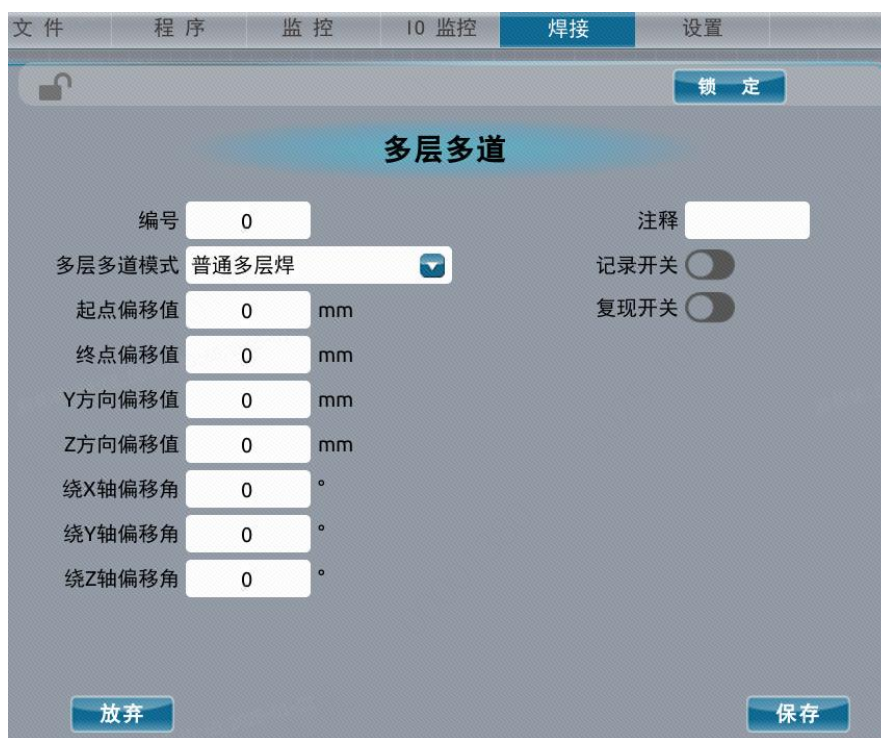 文件 程序 监控 IO 监控 焊接 设置
锁定
多层多道
编号 0 注释
多层多道模式 普通多层焊 记录开关
起点偏移值 0 mm 复现开关
终点偏移值 0 mm
Y方向偏移值 0 mm
Z方向偏移值 0 mm
绕X轴偏移角 0 °
绕Y轴偏移角 0 °
绕Z轴偏移角 0 °
放弃 保存